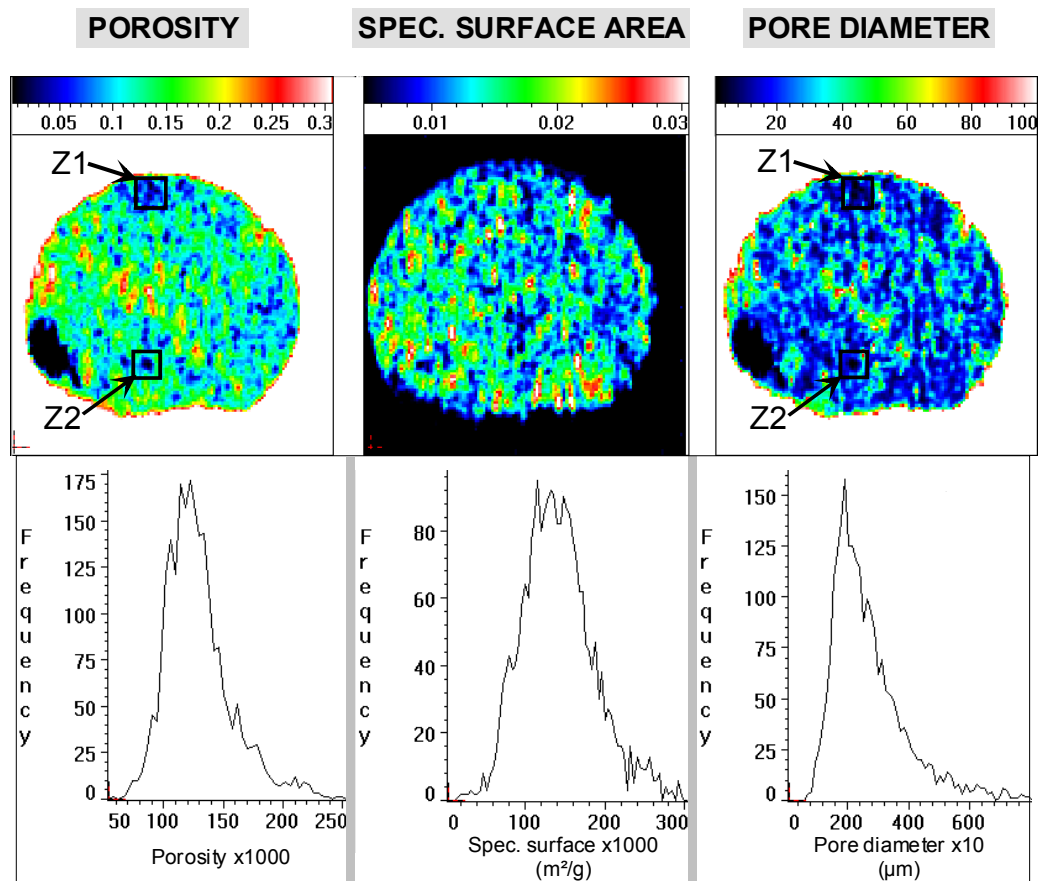 POROSITY SPEC. SURFACE AREA PORE DIAMETER
0.05 0.1 0.15 0.2 0.25 0.3 0.01 0.02 0.03 20 40 60 80 100
Z1 Z1
Z2 Z2
175
150
125
100
75
50
25
0
Frequency
50 100 150 200 250
Porosity x1000
80
60
40
20
0
Frequency
0 100 200 300
Spec. surface x1000
(m²/g)
150
125
100
75
50
25
0
Frequency
0 200 400 600
Pore diameter x10
(µm)